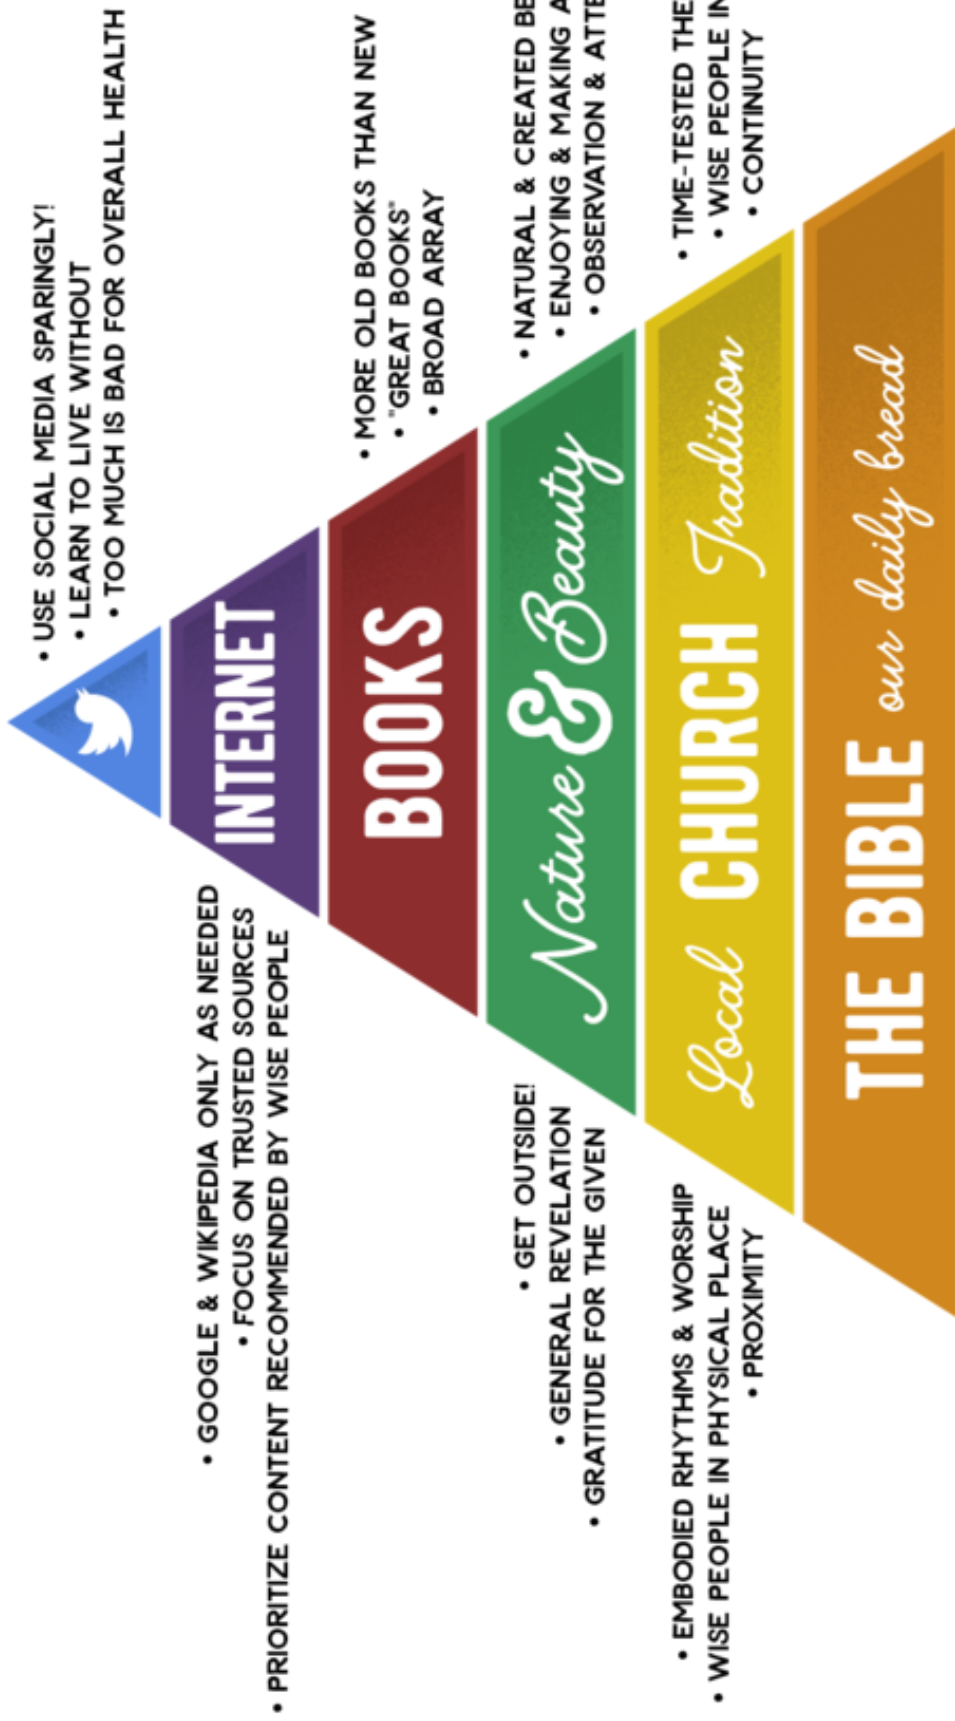 • USE SOCIAL MEDIA SPARINGLY!
• LEARN TO LIVE WITHOUT
• TOO MUCH IS BAD FOR OVERALL HEALTH
INTERNET
• GOOGLE & WIKIPEDIA ONLY AS NEEDED
• FOCUS ON TRUSTED SOURCES
• PRIORITIZE CONTENT RECOMMENDED BY WISE PEOPLE
BOOKS
• MORE OLD BOOKS THAN NEW
• "GREAT BOOKS"
• BROAD ARRAY
Nature & Beauty
• GET OUTSIDE!
• GENERAL REVELATION
• GRATITUDE FOR THE GIVEN
• NATURAL & CREATED
• ENJOYING & MAKING
• OBSERVATION &
Local CHURCH Tradition
• EMBODIED RHYTHMS & WORSHIP
• WISE PEOPLE IN PHYSICAL PLACE
• PROXIMITY
• TIME-TESTED
• WISE PEOPLE
• CONTINUITY
THE BIBLE our daily bread